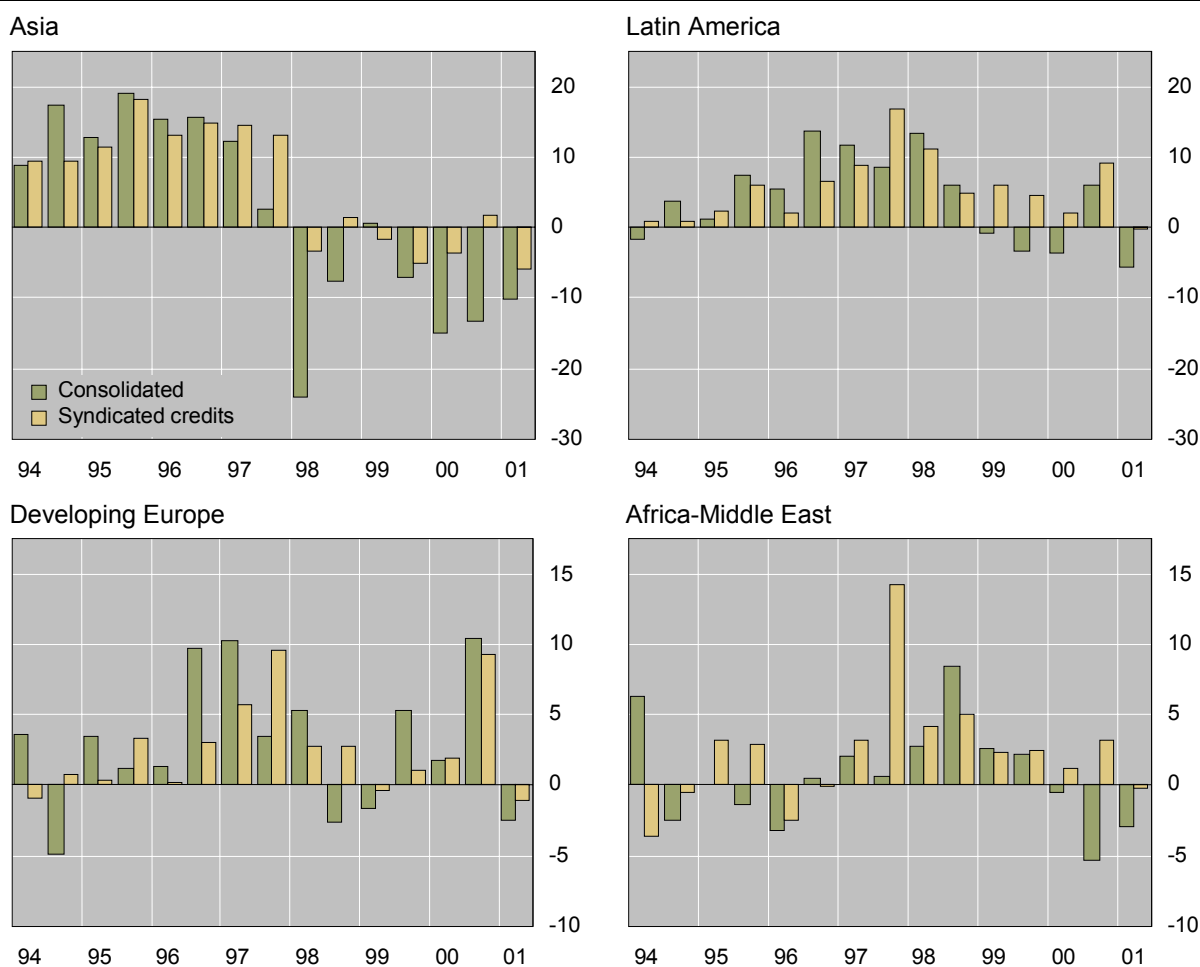 Asia
20
10
0
-10
-20
-30
Consolidated
Syndicated credits
94 95 96 97 98 99 00 01
Latin America
20
10
0
-10
-20
-30
94 95 96 97 98 99 00 01
Developing Europe
15
10
5
0
-5
-10
94 95 96 97 98 99 00 01
Africa-Middle East
15
10
5
0
-5
-10
94 95 96 97 98 99 00 01